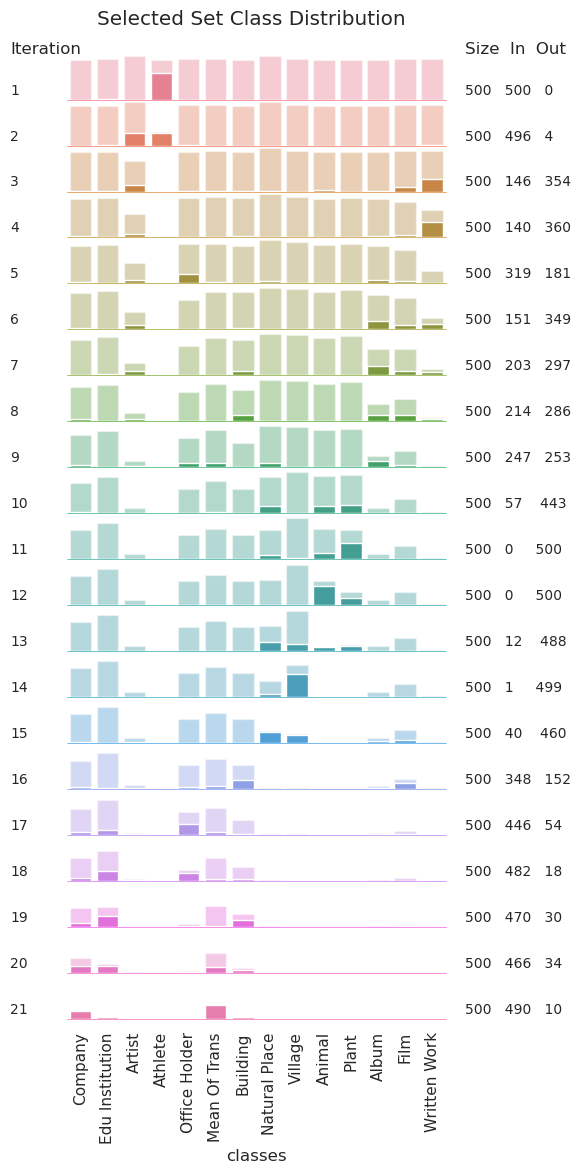 Selected Set Class Distribution
Iteration Size In Out
1 500 500 0
2 500 496 4
3 500 146 354
4 500 140 360
5 500 319 181
6 500 151 349
7 500 203 297
8 500 214 286
9 500 247 253
10 500 57 443
11 500 0 500
12 500 0 500
13 500 12 488
14 500 1 499
15 500 40 460
16 500 348 152
17 500 446 54
18 500 482 18
19 500 470 30
20 500 466 34
21 500 490 10
Company
Edu Institution
Artist
Athlete
Office Holder
Mean Of Trans
Building
Natural Place
Village
Animal
Plant
Album
Film
Written Work
classes